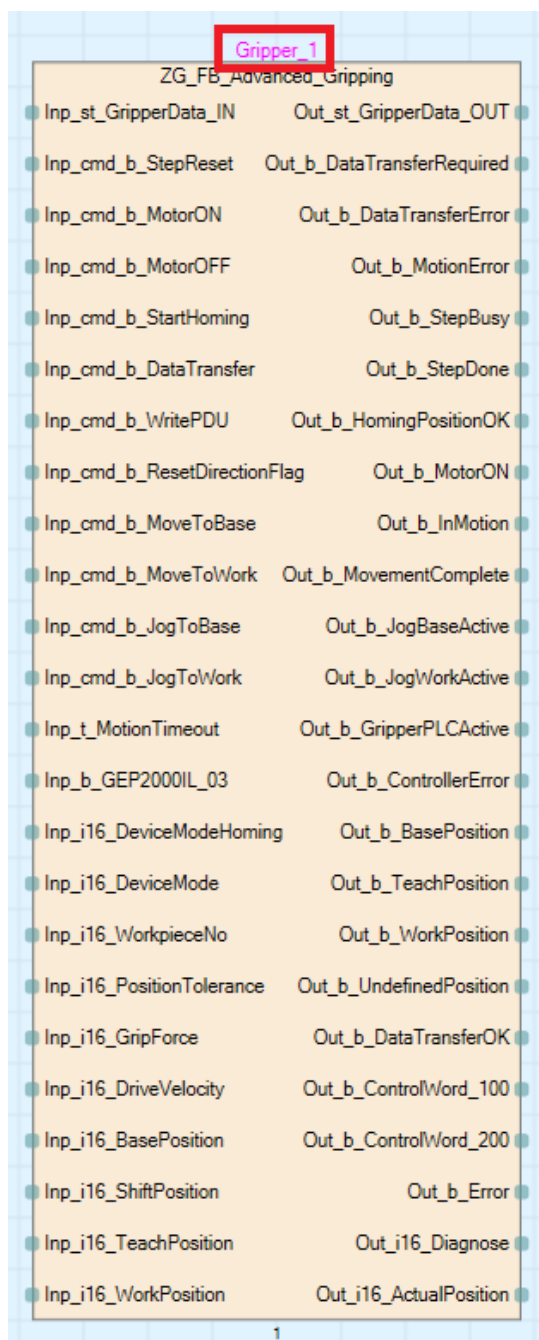 Gripper_1
ZG_FB_Advanced_Gripping
Inp_st_GripperData_IN Out_st_GripperData_OUT
Inp_cmd_b_StepReset Out_b_DataTransferRequired
Inp_cmd_b_MotorON Out_b_DataTransferError
Inp_cmd_b_MotorOFF Out_b_MotionError
Inp_cmd_b_StartHoming Out_b_StepBusy
Inp_cmd_b_DataTransfer Out_b_StepDone
Inp_cmd_b_WritePDU Out_b_HomingPositionOK
Inp_cmd_b_ResetDirectionFlag Out_b_MotorON
Inp_cmd_b_MoveToBase Out_b_InMotion
Inp_cmd_b_MoveToWork Out_b_MovementComplete
Inp_cmd_b_JogToBase Out_b_JogBaseActive
Inp_cmd_b_JogToWork Out_b_JogWorkActive
Inp_t_MotionTimeout Out_b_GripperPLCActive
Inp_b_GEP2000IL_03 Out_b_ControllerError
Inp_i16_DeviceModeHoming Out_b_BasePosition
Inp_i16_DeviceMode Out_b_TeachPosition
Inp_i16_WorkpieceNo Out_b_WorkPosition
Inp_i16_PositionTolerance Out_b_UndefinedPosition
Inp_i16_GripForce Out_b_DataTransferOK
Inp_i16_DriveVelocity Out_b_ControlWord_100
Inp_i16_BasePosition Out_b_ControlWord_200
Inp_i16_ShiftPosition Out_b_Error
Inp_i16_TeachPosition Out_i16_Diagnose
Inp_i16_WorkPosition Out_i16_ActualPosition
1